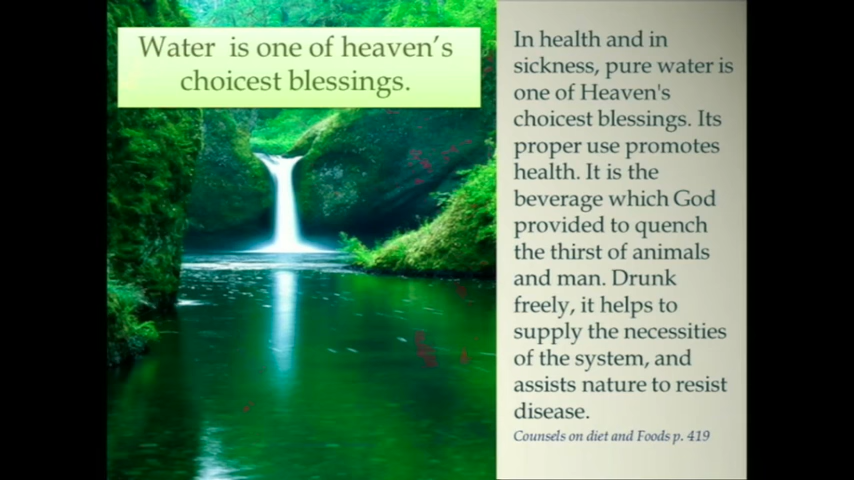 Water is one of heaven's
choicest blessings.
In health and in
sickness, pure water is
one of Heaven's
choicest blessings. Its
proper use promotes
health. It is the
beverage which God
provided to quench
the thirst of animals
and man. Drunk
freely, it helps to
supply the necessities
of the system, and
assists nature to resist
disease.
Counsels on diet and Foods p. 419